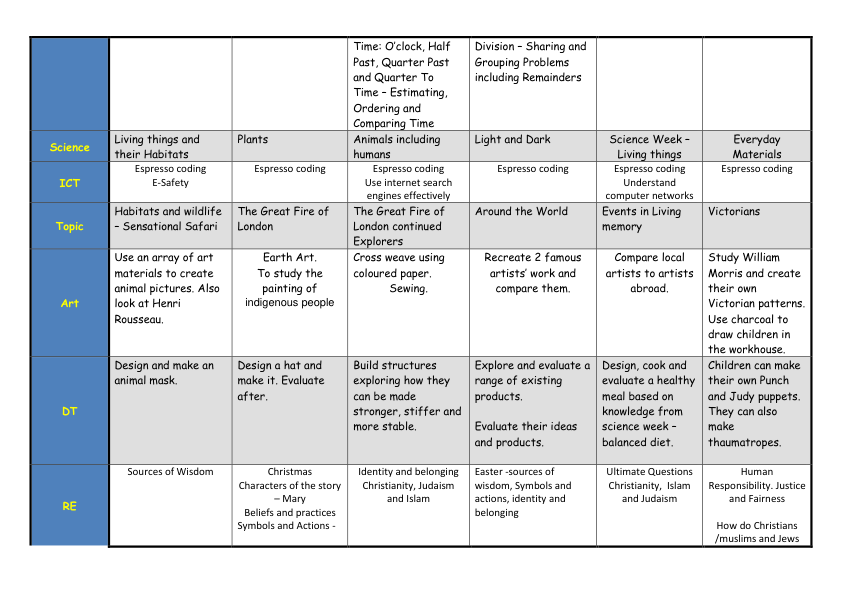 Time: O’clock, Half
Past, Quarter Past
and Quarter To
Time – Estimating,
Ordering and
Comparing Time
Division – Sharing and
Grouping Problems
including Remainders
Science
Living things and
their Habitats
Plants
Animals including
humans
Light and Dark
Science Week –
Living things
Everyday
Materials
ICT
Espresso coding
E-Safety
Espresso coding
Espresso coding
Use internet search
engines effectively
Espresso coding
Espresso coding
Understand
computer networks
Espresso coding
Topic
Habitats and wildlife
– Sensational Safari
The Great Fire of
London
The Great Fire of
London continued
Explorers
Around the World
Events in Living
memory
Victorians
Art
Use an array of art
materials to create
animal pictures. Also
look at Henri
Rousseau.
Earth Art.
To study the
painting of
indigenous people
Cross weave using
coloured paper.
Sewing.
Recreate 2 famous
artists’ work and
compare them.
Compare local
artists to artists
abroad.
Study William
Morris and create
their own
Victorian patterns.
Use charcoal to
draw children in
the workhouse.
DT
Design and make an
animal mask.
Design a hat and
make it. Evaluate
after.
Build structures
exploring how they
can be made
stronger, stiffer and
more stable.
Explore and evaluate a
range of existing
products.
Evaluate their ideas
and products.
Design, cook and
evaluate a healthy
meal based on
knowledge from
science week –
balanced diet.
Children can make
their own Punch
and Judy puppets.
They can also
make
thaumatropes.
RE
Sources of Wisdom
Christmas
Characters of the story
– Mary
Beliefs and practices
Symbols and Actions -
Identity and belonging
Christianity, Judaism
and Islam
Easter -sources of
wisdom, Symbols and
actions, identity and
belonging
Ultimate Questions
Christianity, Islam
and Judaism
Human
Responsibility. Justice
and Fairness
How do Christians
/muslims and Jews